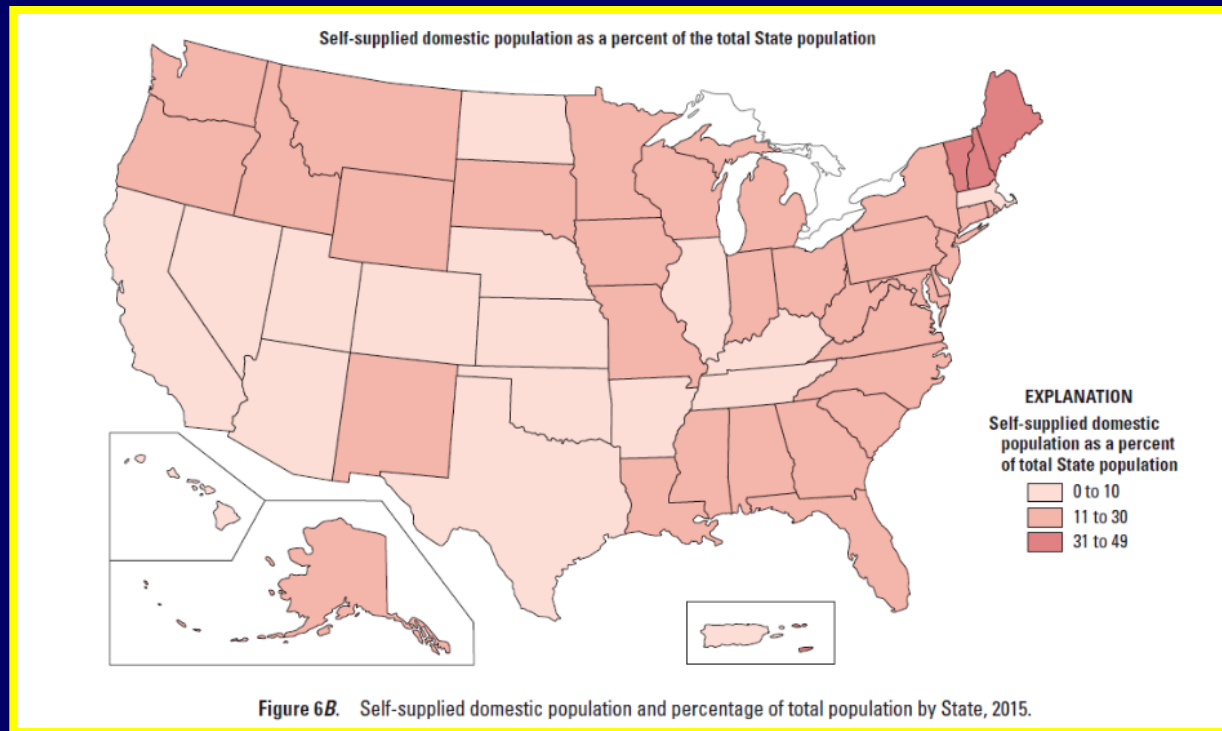 Self-supplied domestic population as a percent of the total State population
EXPLANATION
Self-supplied domestic
population as a percent
of total State population
0 to 10
11 to 30
31 to 49
Figure 6B. Self-supplied domestic population and percentage of total population by State, 2015.